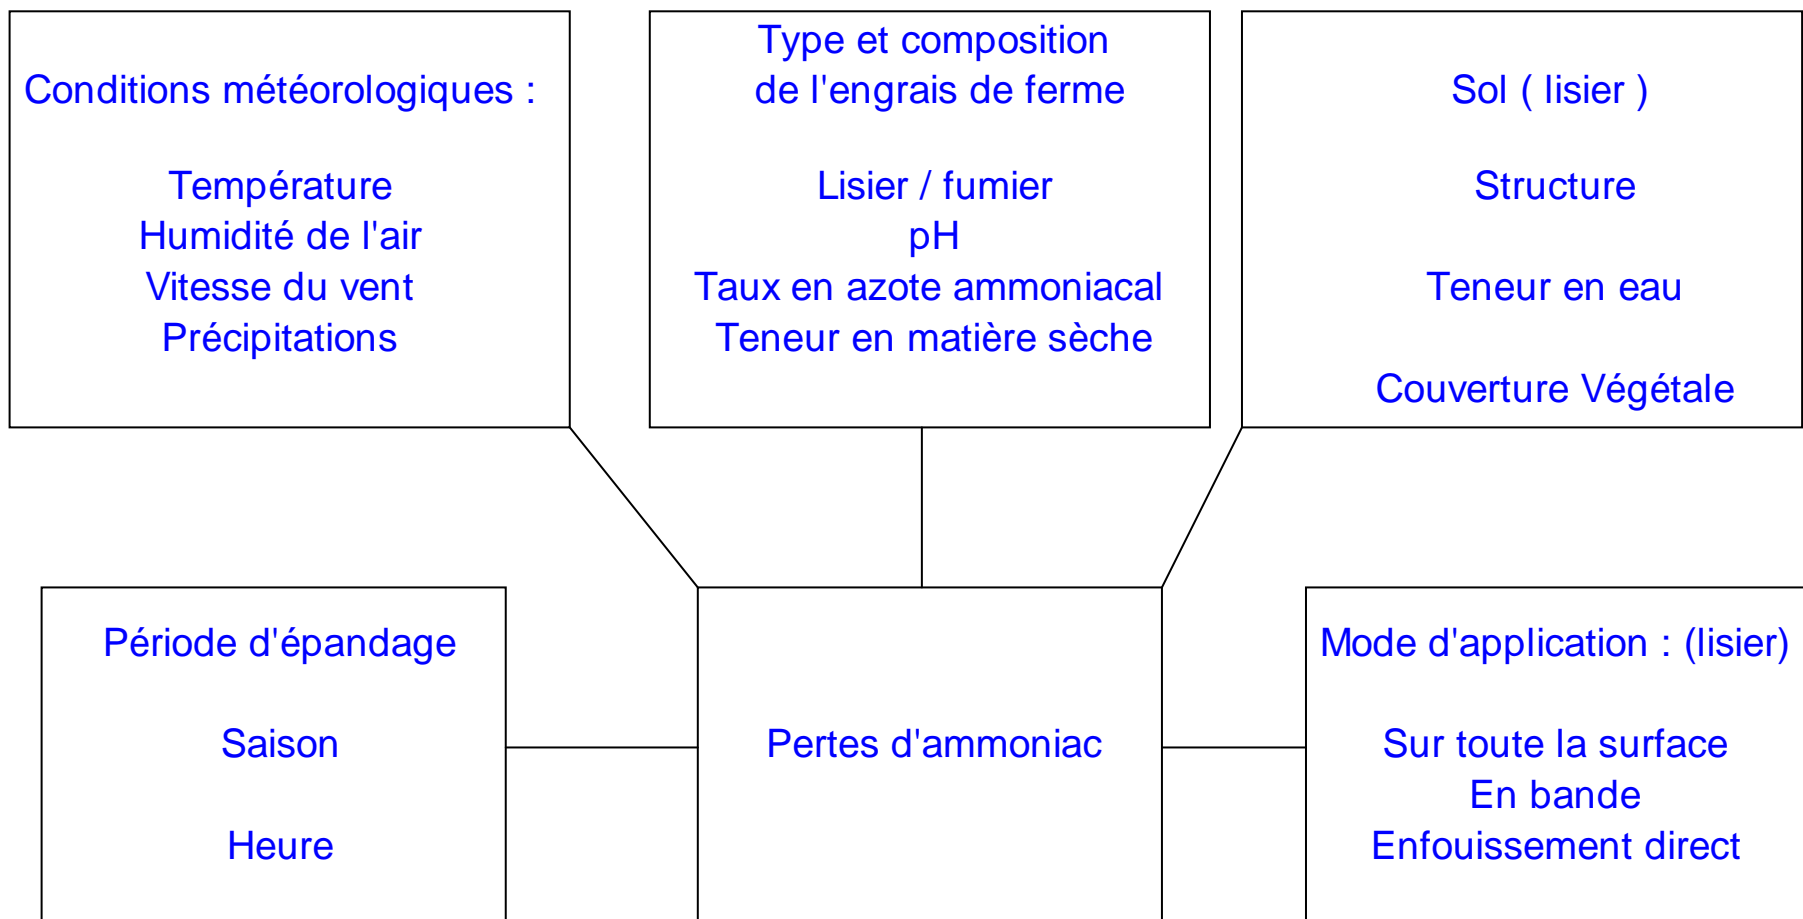 Conditions météorologiques :
Température
Humidité de l'air
Vitesse du vent
Précipitations
Type et composition
de l'engrais de ferme
Lisier / fumier
pH
Taux en azote ammoniacal
Teneur en matière sèche
Sol ( lisier )
Structure
Teneur en eau
Couverture Végétale
Période d'épandage
Saison
Heure
Pertes d'ammoniac
Mode d'application : (lisier)
Sur toute la surface
En bande
Enfouissement direct